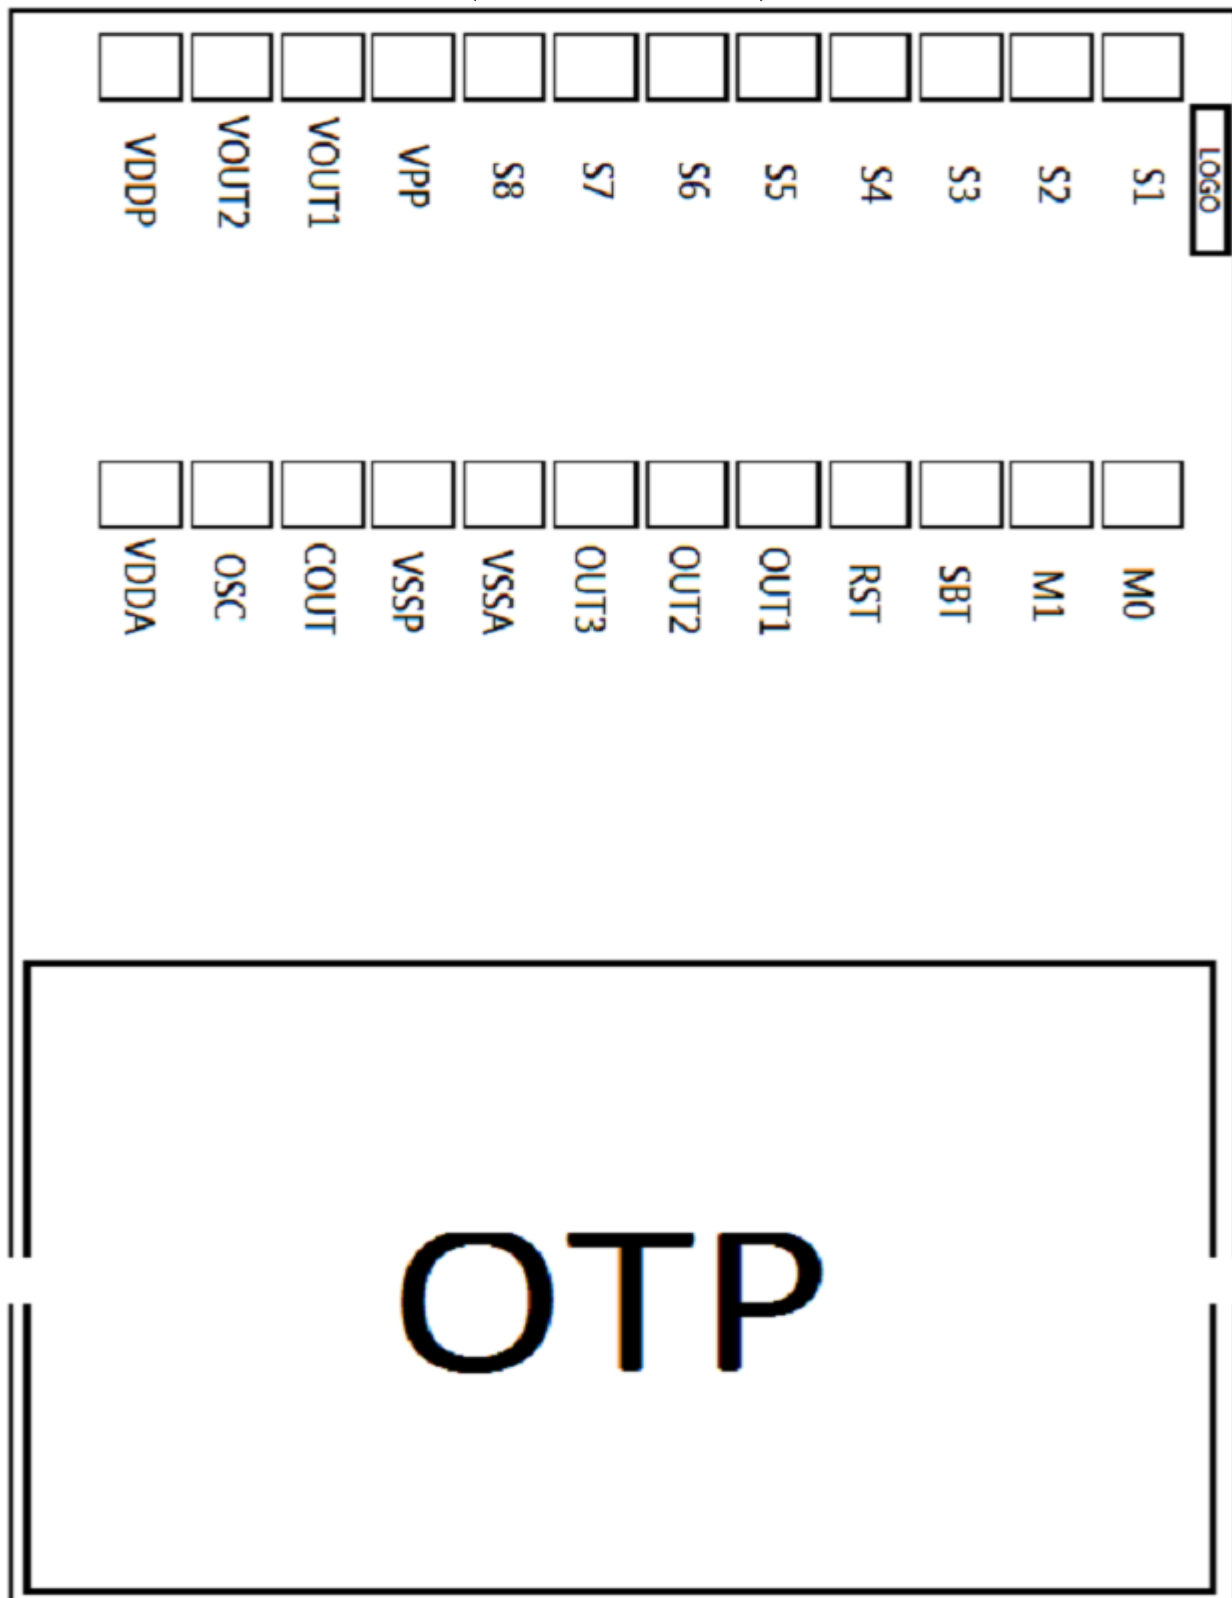 VDDP VOUT2 VOUT1 VPP S8 S7 S6 S5 S4 S3 S2 S1 LOGO
VDDA OSC COUT VSSP VSSA OUT3 OUT2 OUT1 RST SBT M1 M0
OTP